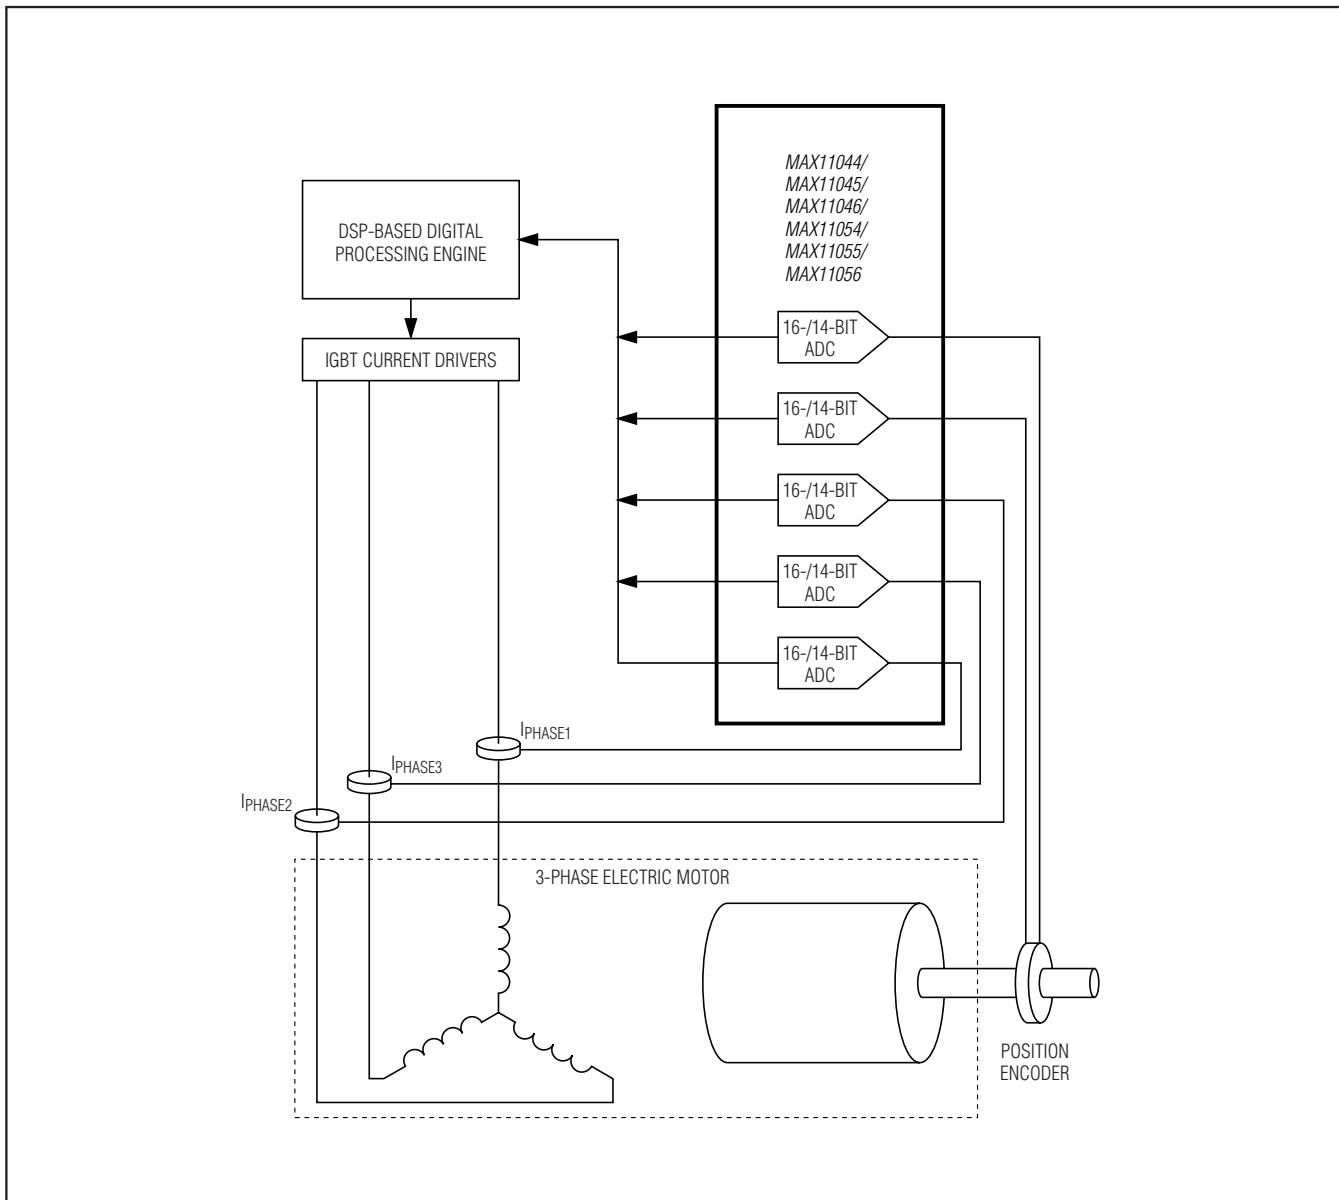 MAX11044/
MAX11045/
MAX11046/
MAX11054/
MAX11055/
MAX11056
DSP-BASED DIGITAL
PROCESSING ENGINE
IGBT CURRENT DRIVERS
16-/14-BIT
ADC
16-/14-BIT
ADC
16-/14-BIT
ADC
16-/14-BIT
ADC
16-/14-BIT
ADC
IPHASE1
IPHASE3
IPHASE2
3-PHASE ELECTRIC MOTOR
POSITION
ENCODER